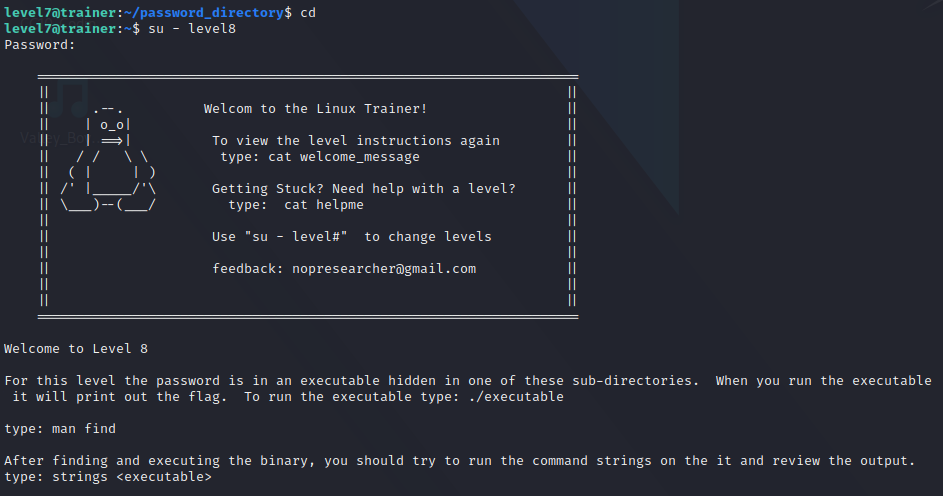 level7@trainer:~/password_directory$ cd
level7@trainer:~$ su - level8
Password:
Welcom to the Linux Trainer!
| o_o|
To view the level instructions again
type: cat welcome_message
Getting Stuck? Need help with a level?
type: cat helpme
Use "su - level#" to change levels
feedback: nopresearcher@gmail.com
Welcome to Level 8
For this level the password is in an executable hidden in one of these sub-directories. When you run the executable
it will print out the flag. To run the executable type: ./executable
type: man find
After finding and executing the binary, you should try to run the command strings on the it and review the output.
type: strings <executable>